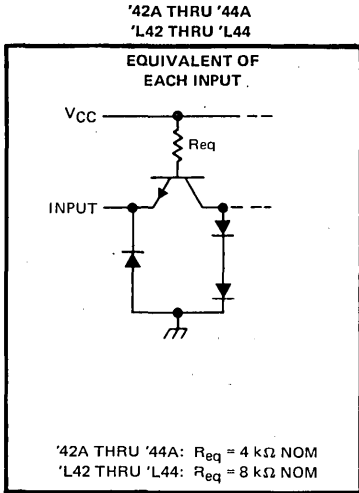 '42A THRU '44A
'L42 THRU 'L44
EQUIVALENT OF
EACH INPUT
VCC
Req
INPUT
'42A THRU '44A: Req = 4 kΩ NOM
'L42 THRU 'L44: Req = 8 kΩ NOM